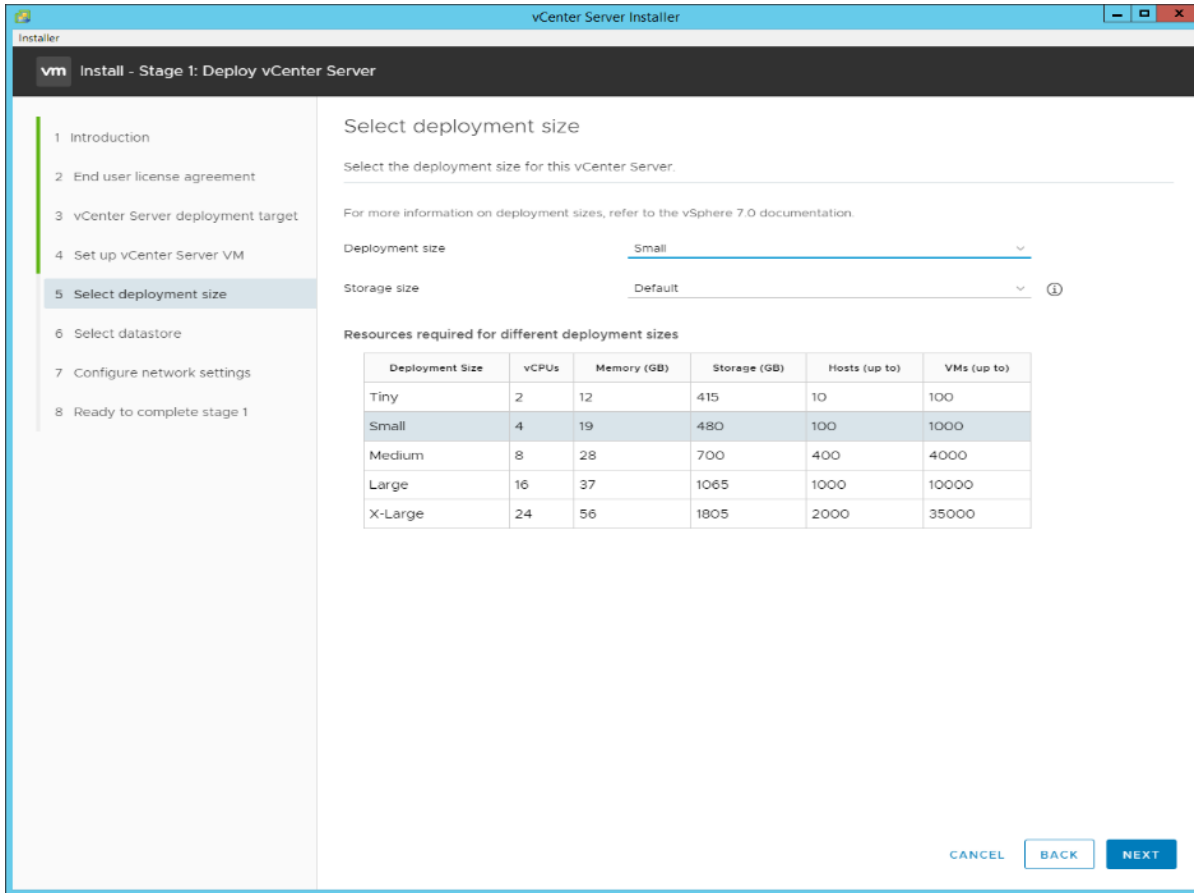 vCenter Server Installer
Installer
vm Install - Stage 1: Deploy vCenter Server
1 Introduction
2 End user license agreement
3 vCenter Server deployment target
4 Set up vCenter Server VM
5 Select deployment size
6 Select datastore
7 Configure network settings
8 Ready to complete stage 1
Select deployment size
Select the deployment size for this vCenter Server.
For more information on deployment sizes, refer to the vSphere 7.0 documentation.
Deployment size Small
Storage size Default
Resources required for different deployment sizes
Deployment Size vCPUs Memory (GB) Storage (GB) Hosts (up to) VMs (up to)
Tiny 2 12 415 10 100
Small 4 19 480 100 1000
Medium 8 28 700 400 4000
Large 16 37 1065 1000 10000
X-Large 24 56 1805 2000 35000
CANCEL BACK NEXT